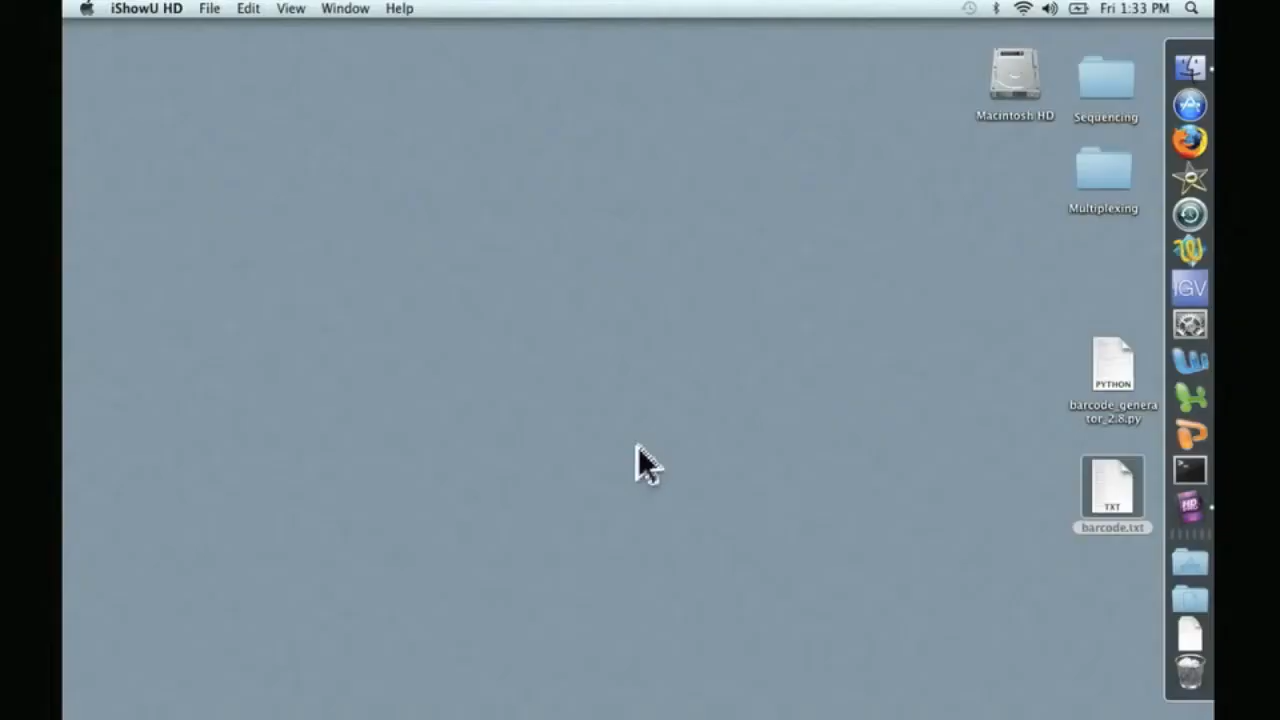 iShowU HD File Edit View Window Help Fri 1:33 PM
Macintosh HD
Sequencing
Multiplexing
IGV
PYTHON
barcode_genera
tor_2.8.py
TXT
barcode.txt
HD